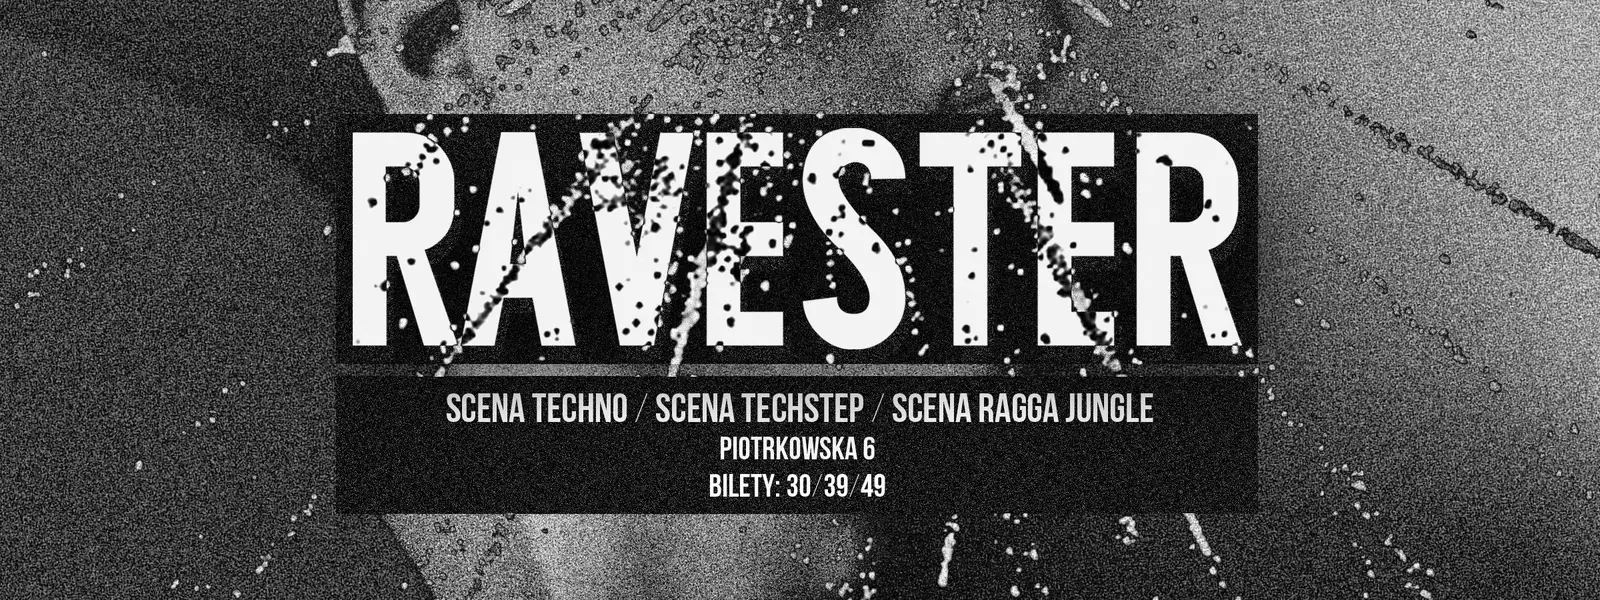 RAVESTER
SCENA TECHNO / SCENA TECHSTEP / SCENA RAGGA JUNGLE
PIOTRKOWSKA 6
BILETY: 30/39/49